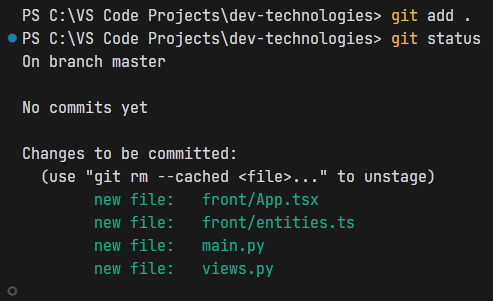 PS C:\VS Code Projects\dev-technologies> git add .
PS C:\VS Code Projects\dev-technologies> git status
On branch master
No commits yet
Changes to be committed:
(use "git rm --cached <file>..." to unstage)
new file: front/App.tsx
new file: front/entities.ts
new file: main.py
new file: views.py